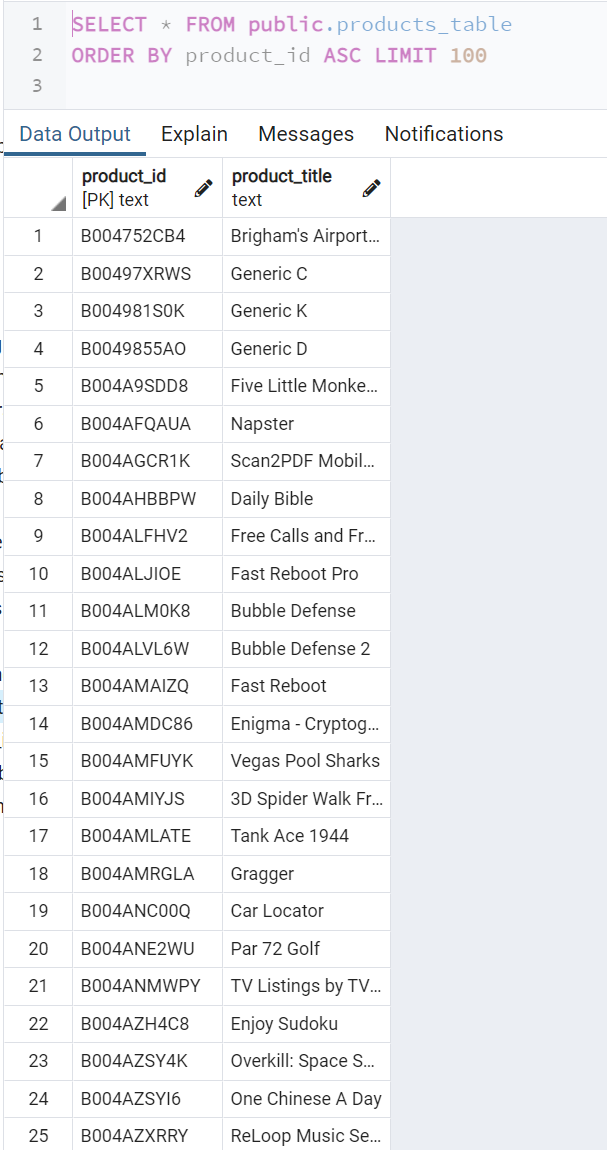 1 SELECT * FROM public.products_table
2 ORDER BY product_id ASC LIMIT 100
3
Data Output Explain Messages Notifications
product_id product_title
[PK] text text
1 B004752CB4 Brigham's Airport…
2 B00497XRWS Generic C
3 B004981S0K Generic K
4 B0049855AO Generic D
5 B004A9SDD8 Five Little Monke…
6 B004AFQAUA Napster
7 B004AGCR1K Scan2PDF Mobil…
8 B004AHBBPW Daily Bible
9 B004ALFHV2 Free Calls and Fr…
10 B004ALJIOE Fast Reboot Pro
11 B004ALM0K8 Bubble Defense
12 B004ALVL6W Bubble Defense 2
13 B004AMAIZQ Fast Reboot
14 B004AMDC86 Enigma - Cryptog…
15 B004AMFUYK Vegas Pool Sharks
16 B004AMIYJS 3D Spider Walk Fr…
17 B004AMLATE Tank Ace 1944
18 B004AMRGLA Gragger
19 B004ANC00Q Car Locator
20 B004ANE2WU Par 72 Golf
21 B004ANMWPY TV Listings by TV…
22 B004AZH4C8 Enjoy Sudoku
23 B004AZSY4K Overkill: Space S…
24 B004AZSYI6 One Chinese A Day
25 B004AZXRRY ReLoop Music Se…